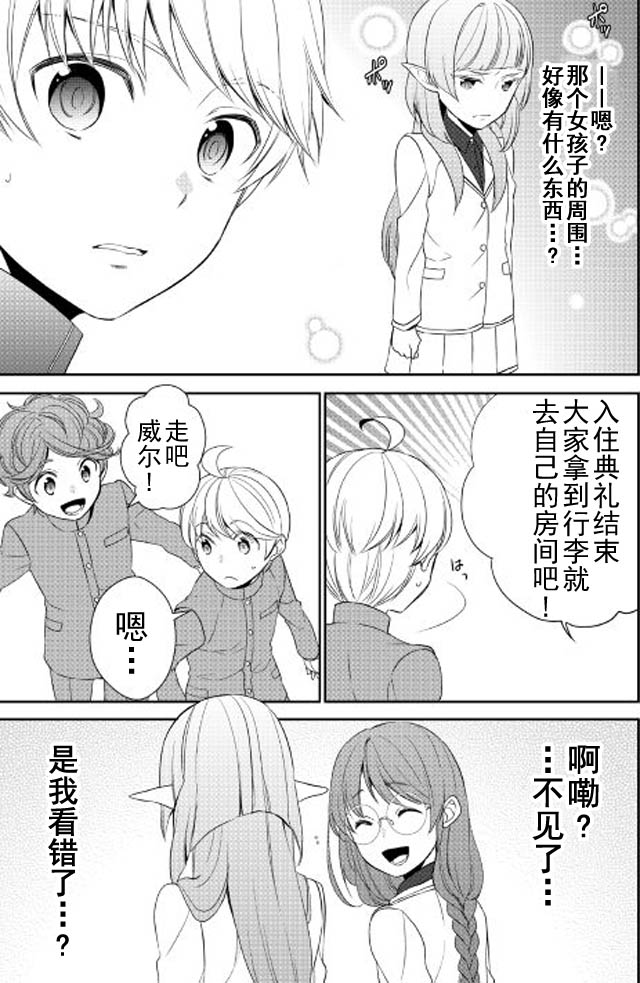 ポッ
ポッ
——嗯?
那个女孩子的周围…
好像有什么东西…?
入住典礼结束
大家拿到行李就
去自己的房间吧!
はっ
走吧
威尔!
嗯…
啊嘞?
…不见了…
是我看错了…?